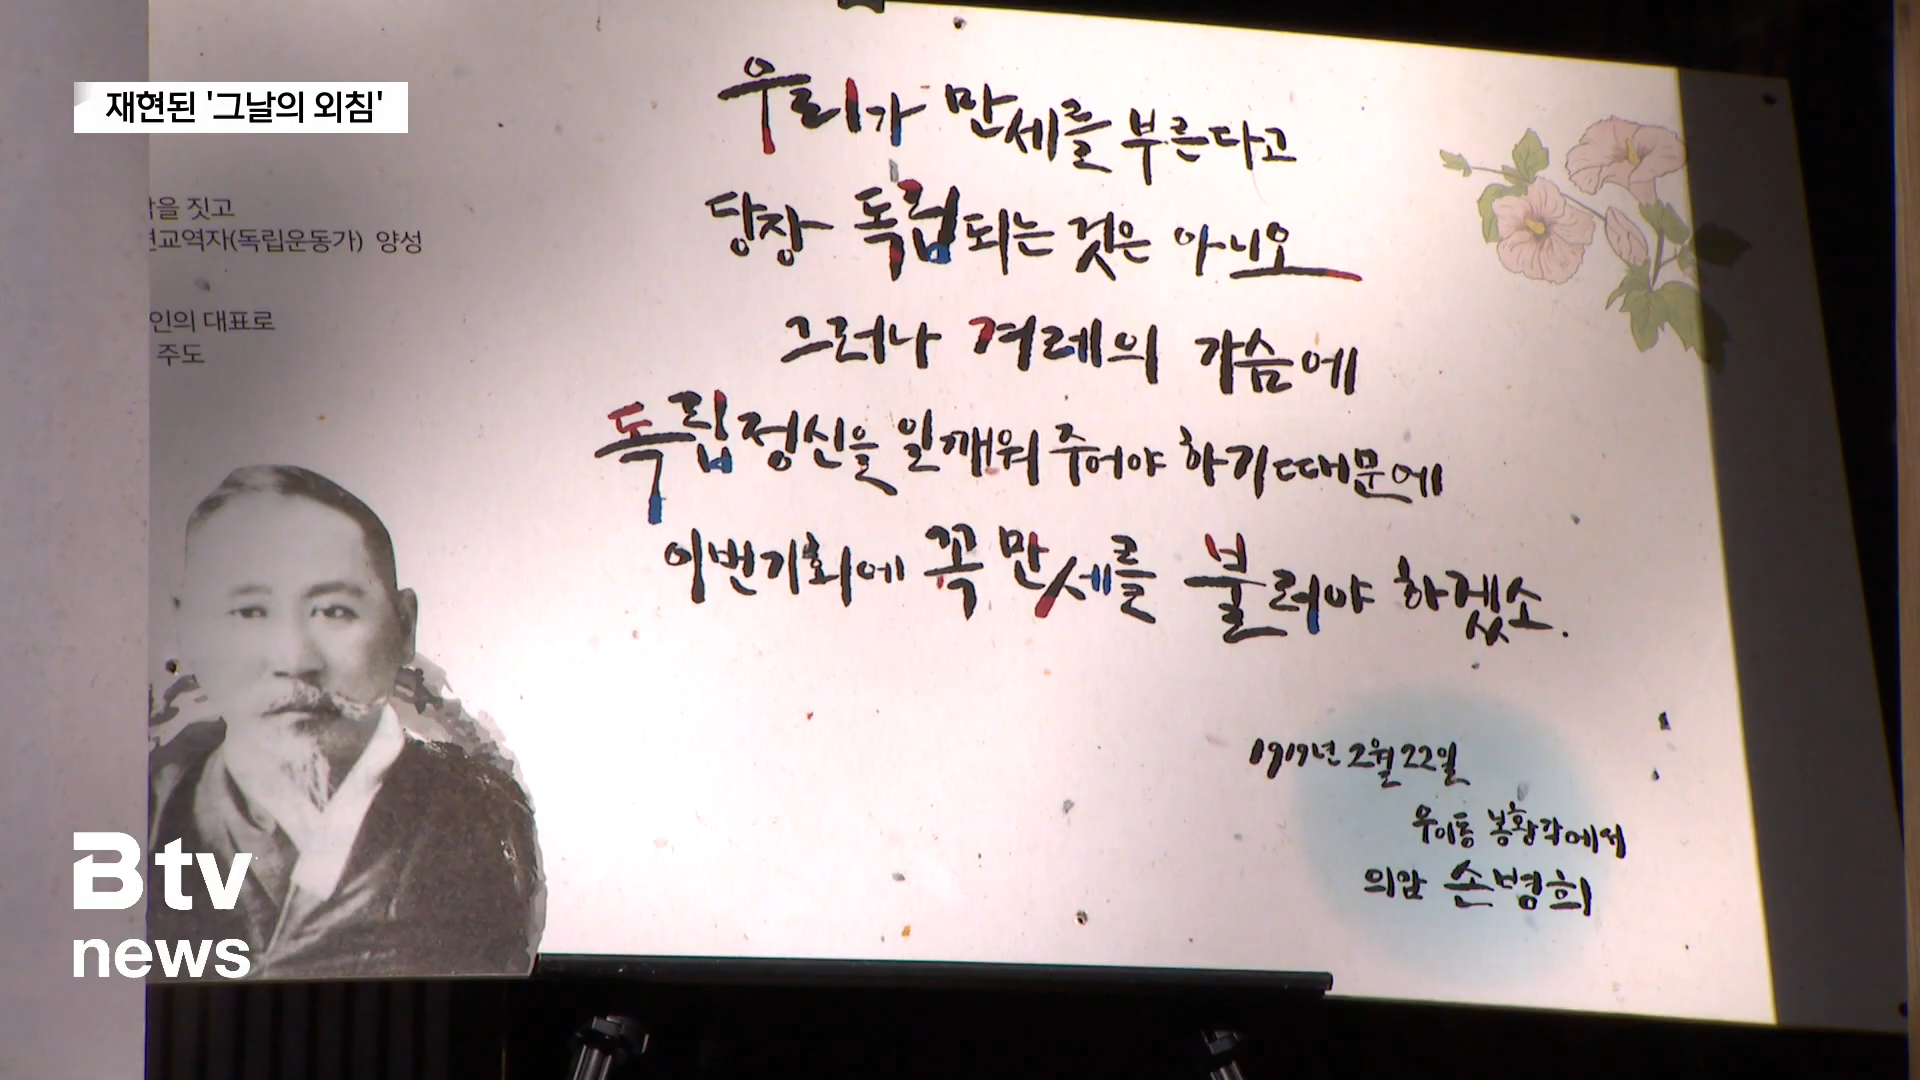 재현된 '그날의 외침'
우리가 만세를 부른다고
당장 독립되는 것은 아니오
그러나 겨레의 가슴에
독립정신을 일깨워 주어야 하기때문에
이번기회에 꼭 만세를 불러야 하겠소.
1919년 2월 22일
우이동 봉황각에서
의암 손병희
짓고
교역자(독립운동가) 양성
인의 대표로
주도
B tv
news